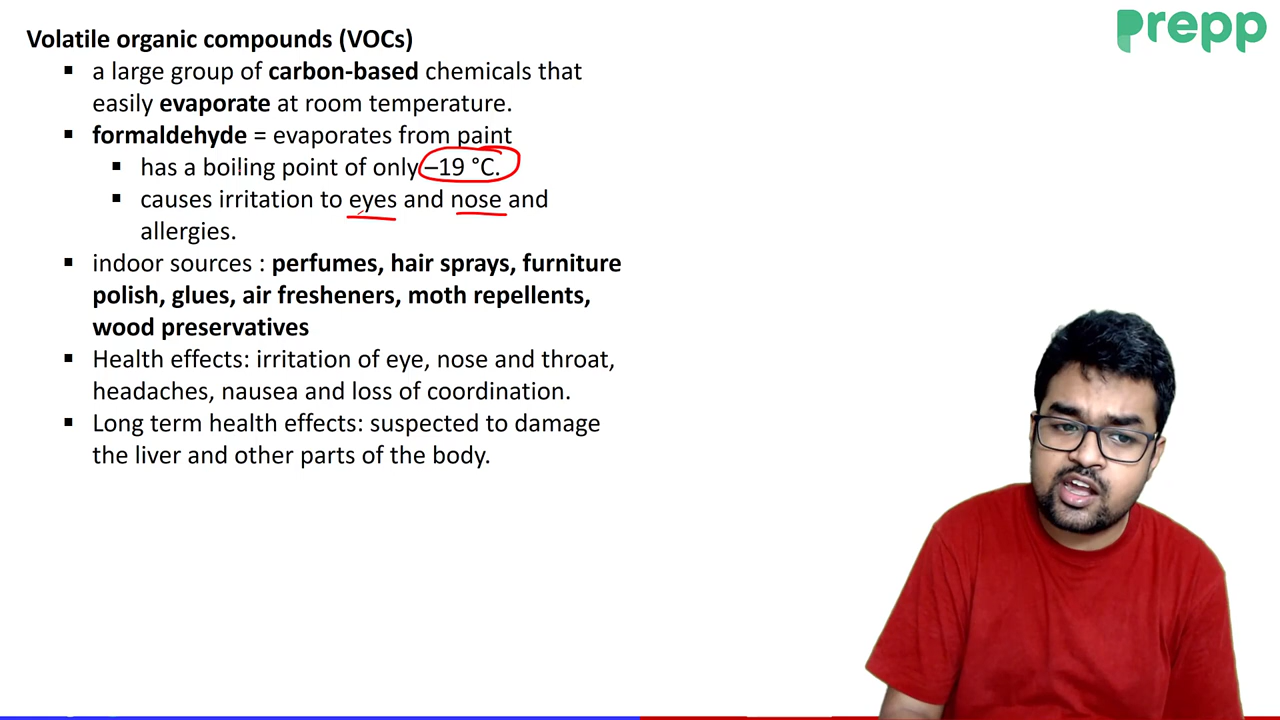 Prepp
Volatile organic compounds (VOCs)
▪ a large group of carbon-based chemicals that
easily evaporate at room temperature.
▪ formaldehyde = evaporates from paint
▪ has a boiling point of only –19 °C.
▪ causes irritation to eyes and nose and
allergies.
▪ indoor sources : perfumes, hair sprays, furniture
polish, glues, air fresheners, moth repellents,
wood preservatives
▪ Health effects: irritation of eye, nose and throat,
headaches, nausea and loss of coordination.
▪ Long term health effects: suspected to damage
the liver and other parts of the body.